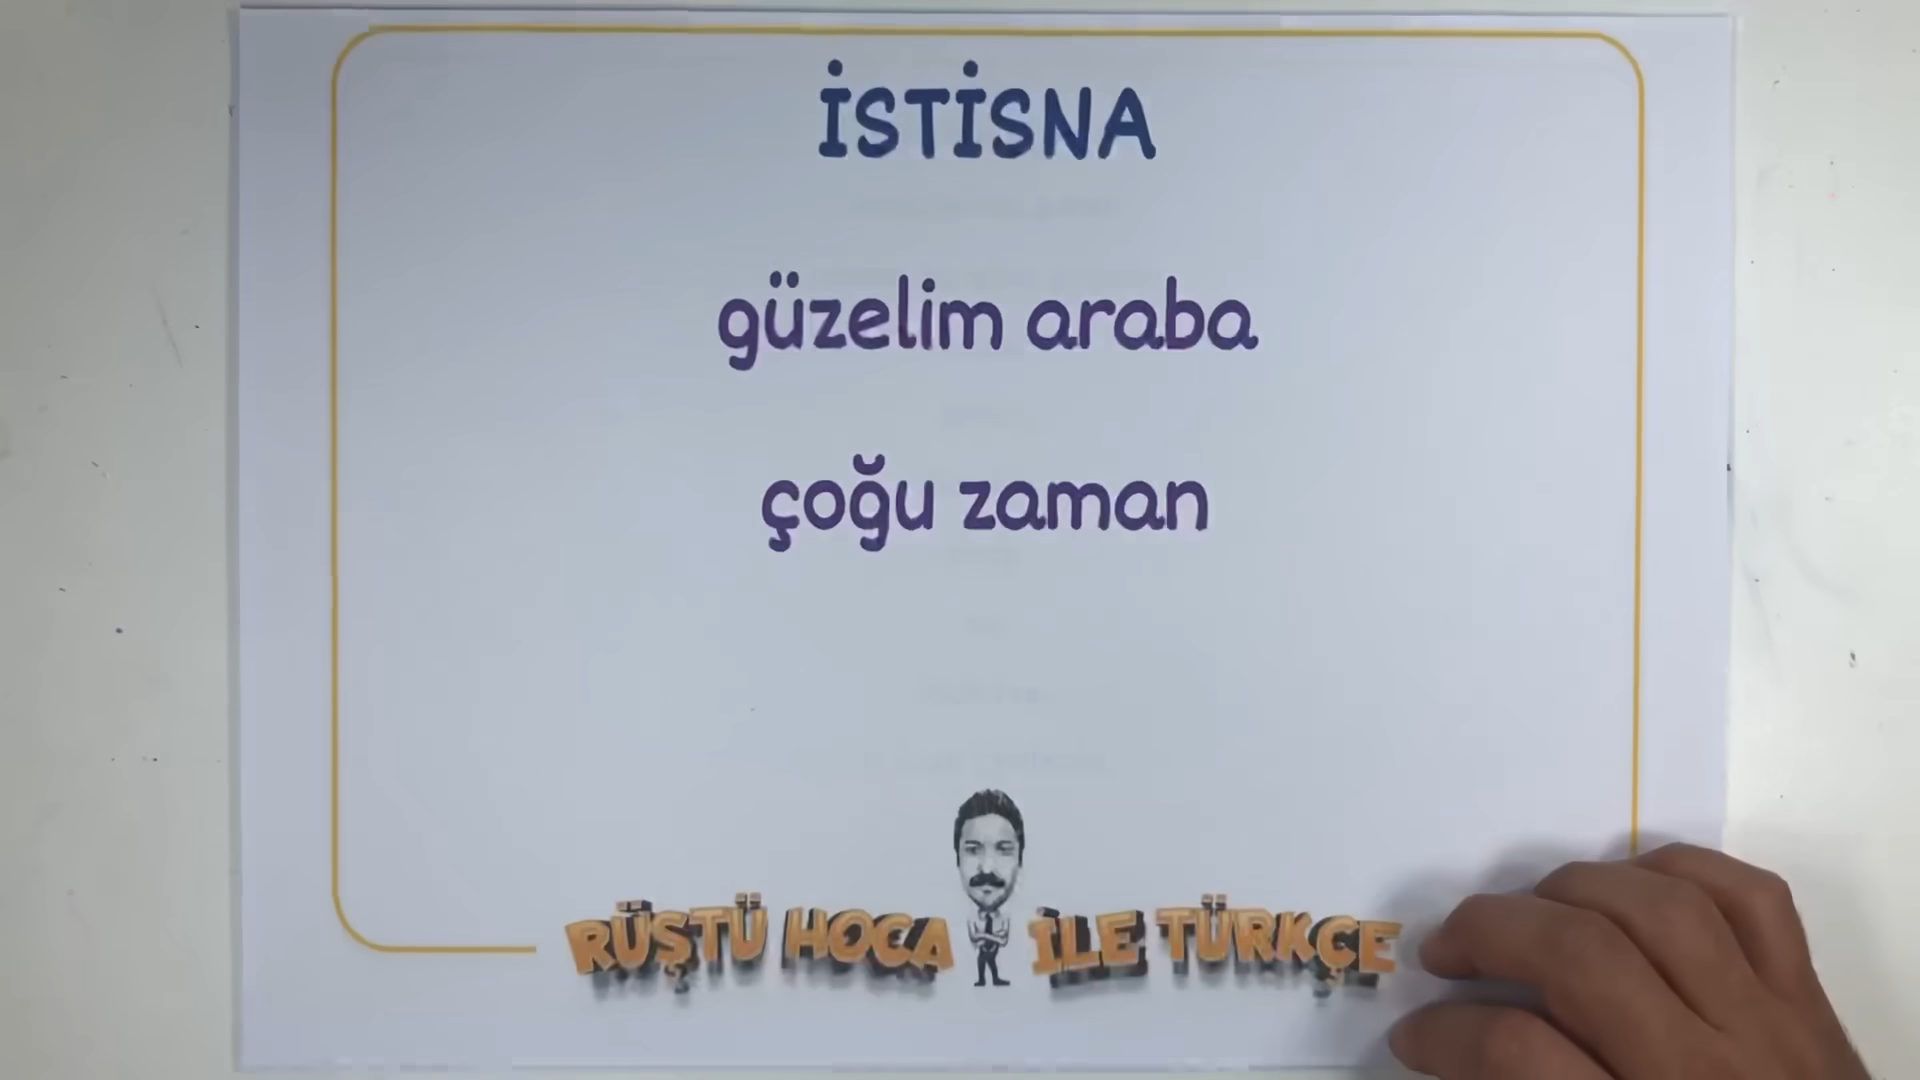 İSTİSNA
güzelim araba
çoğu zaman
RÜŞTÜ HOCA İLE TÜRKÇE